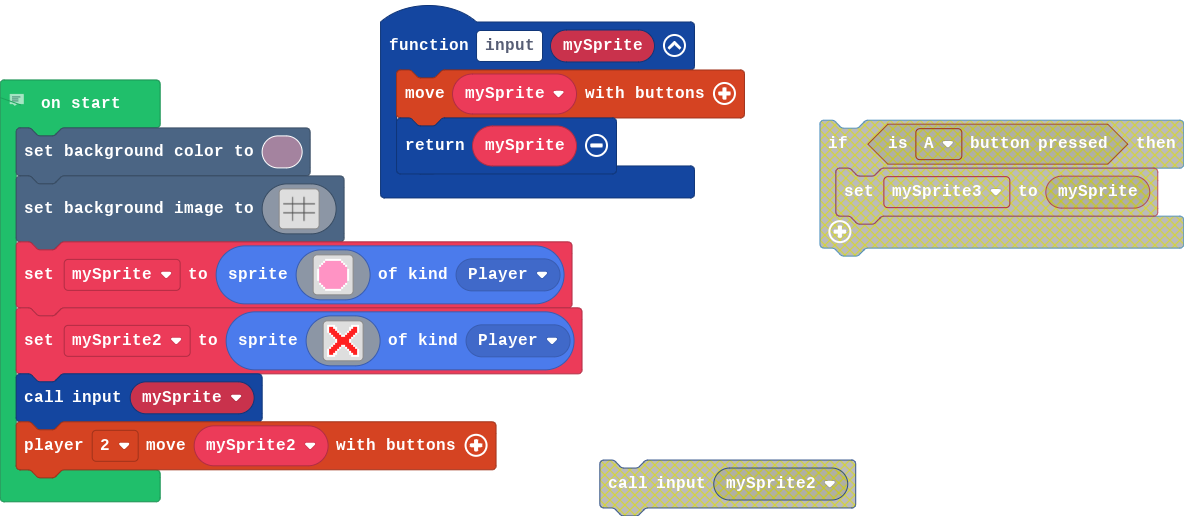 on start
set background color to
set background image to
set mySprite to sprite of kind Player
set mySprite2 to sprite of kind Player
call input mySprite
player 2 move mySprite2 with buttons
function input mySprite
move mySprite with buttons
return mySprite
if is A button pressed then
set mySprite3 to mySprite
call input mySprite2